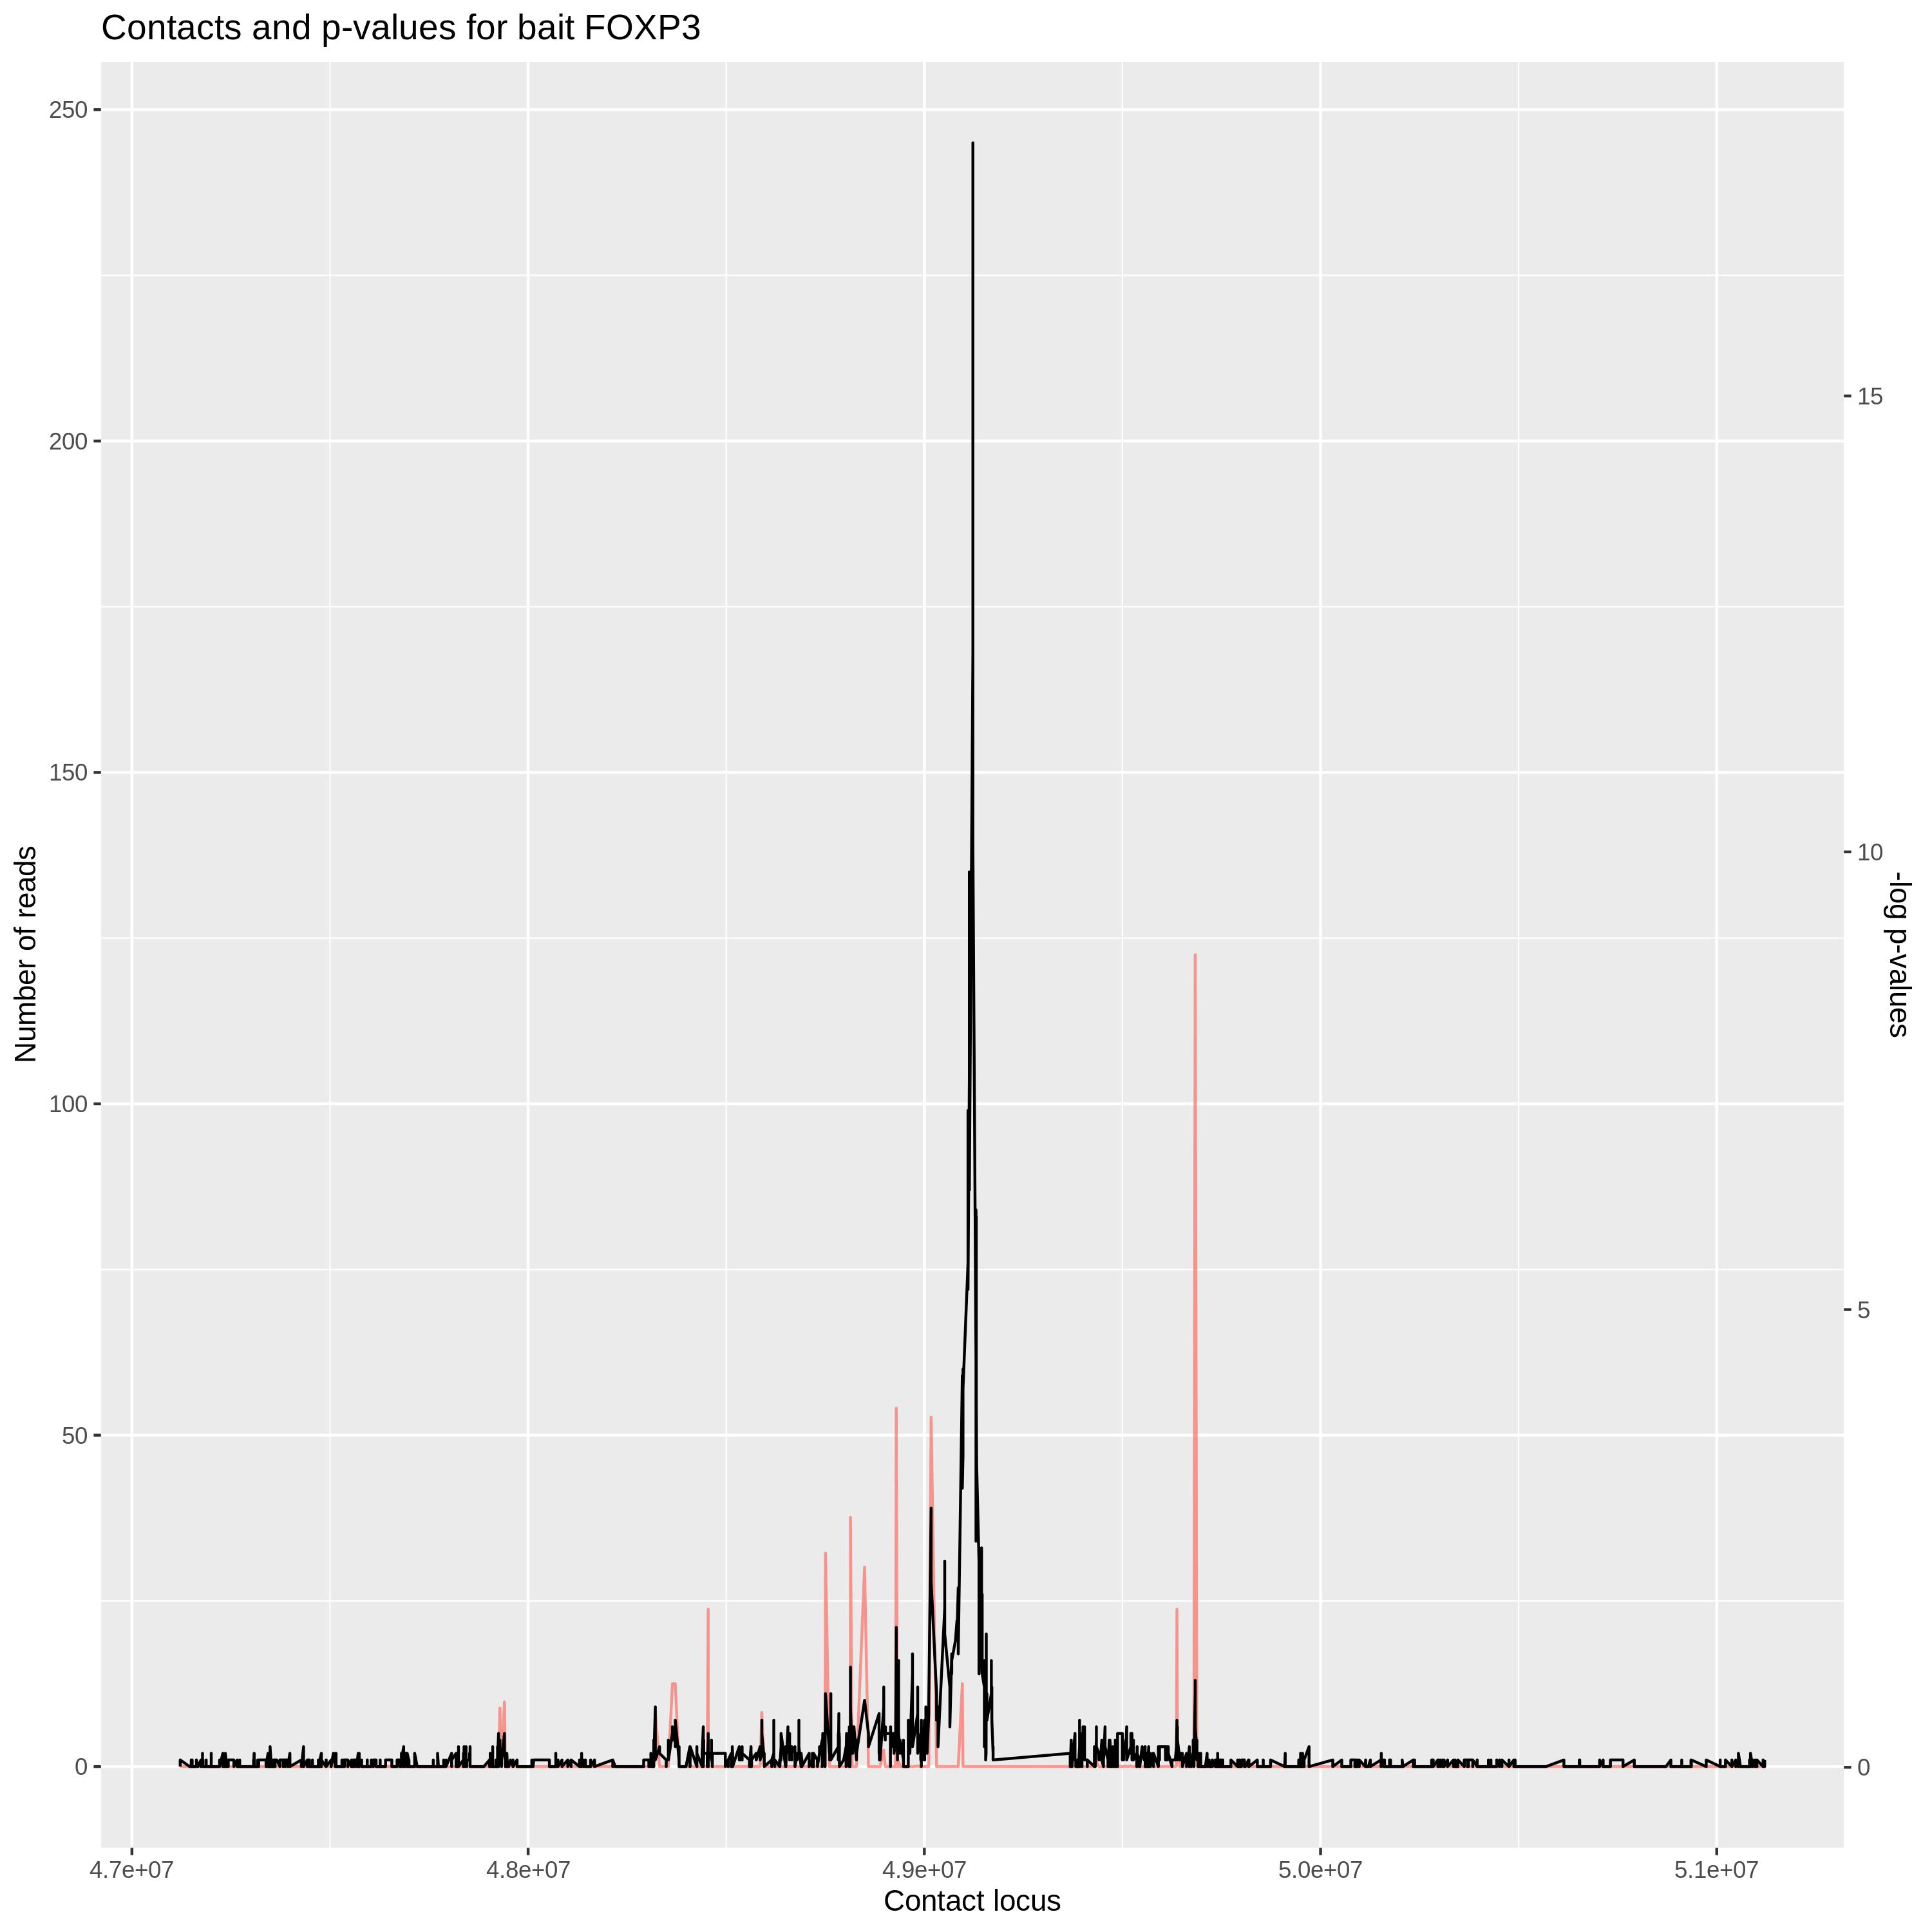 Contacts and p-values for bait FOXP3
250
200
150
100
50
0
Number of reads
15
10
5
0
-log p-values
4.7e+07
4.8e+07
4.9e+07
5.0e+07
5.1e+07
Contact locus